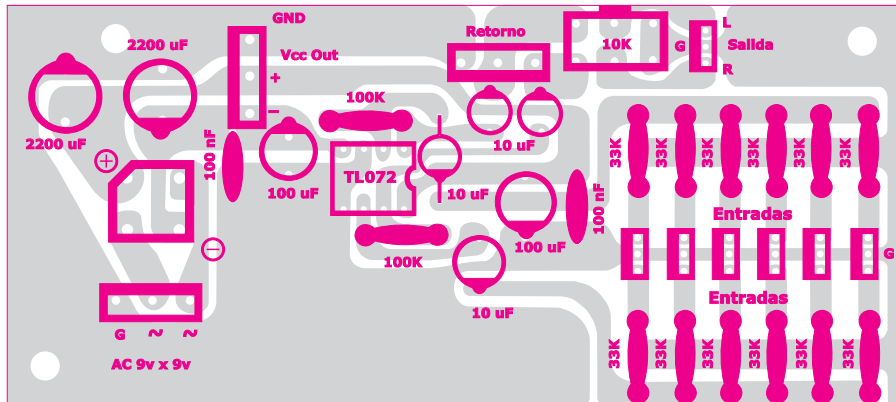 GND
2200 uF
Vcc Out
+
−
2200 uF
100 nF
100 uF
100K
TL072
10 uF
100K
Retorno
10 uF
10K
G
L
Salida
R
100 uF
100 nF
10 uF
33K
33K
33K
33K
33K
33K
Entradas
G
Entradas
33K
33K
33K
33K
33K
33K
+
−
G
~
~
AC 9v x 9v